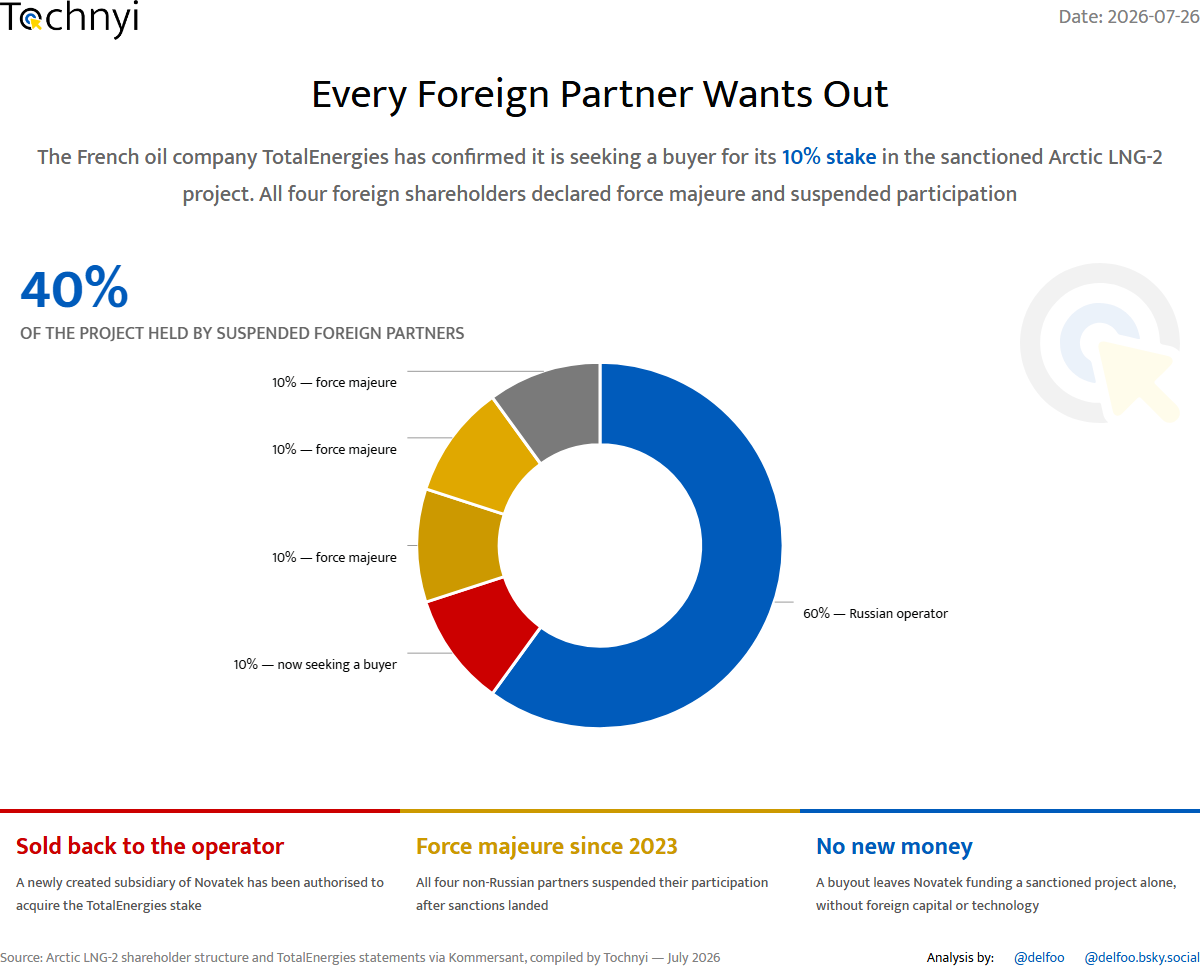 Tochnyi
Date: 2026-07-26
Every Foreign Partner Wants Out
The French oil company TotalEnergies has confirmed it is seeking a buyer for its 10% stake in the sanctioned Arctic LNG-2
project. All four foreign shareholders declared force majeure and suspended participation
40%
OF THE PROJECT HELD BY SUSPENDED FOREIGN PARTNERS
10% — force majeure
10% — force majeure
10% — force majeure
60% — Russian operator
10% — now seeking a buyer
Sold back to the operator
A newly created subsidiary of Novatek has been authorised to
acquire the TotalEnergies stake
Force majeure since 2023
All four non-Russian partners suspended their participation
after sanctions landed
No new money
A buyout leaves Novatek funding a sanctioned project alone,
without foreign capital or technology
Source: Arctic LNG-2 shareholder structure and TotalEnergies statements via Kommersant, compiled by Tochnyi — July 2026
Analysis by: @delfoo @delfoo.bsky.social